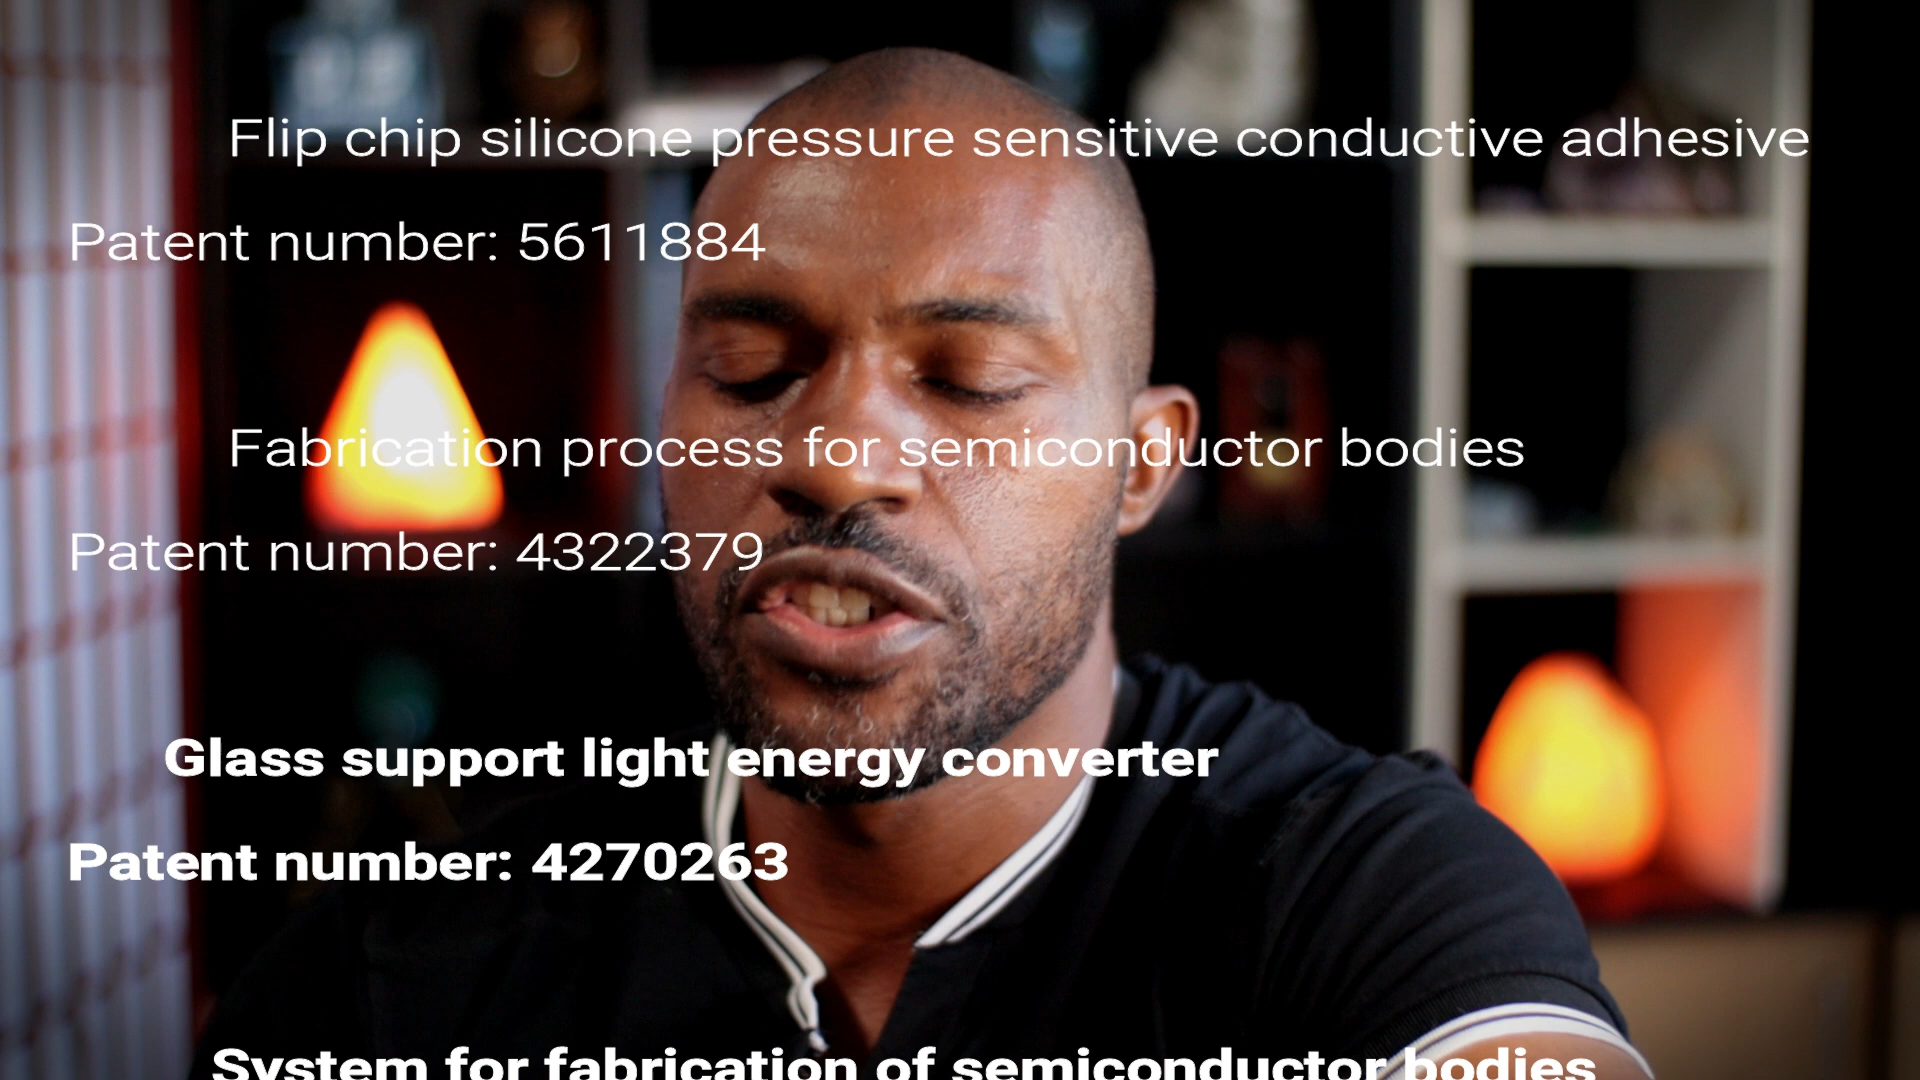 Flip chip silicone pressure sensitive conductive adhesive
Patent number: 5611884
Fabrication process for semiconductor bodies
Patent number: 4322379
Glass support light energy converter
Patent number: 4270263
System for fabrication of semiconductor bodies